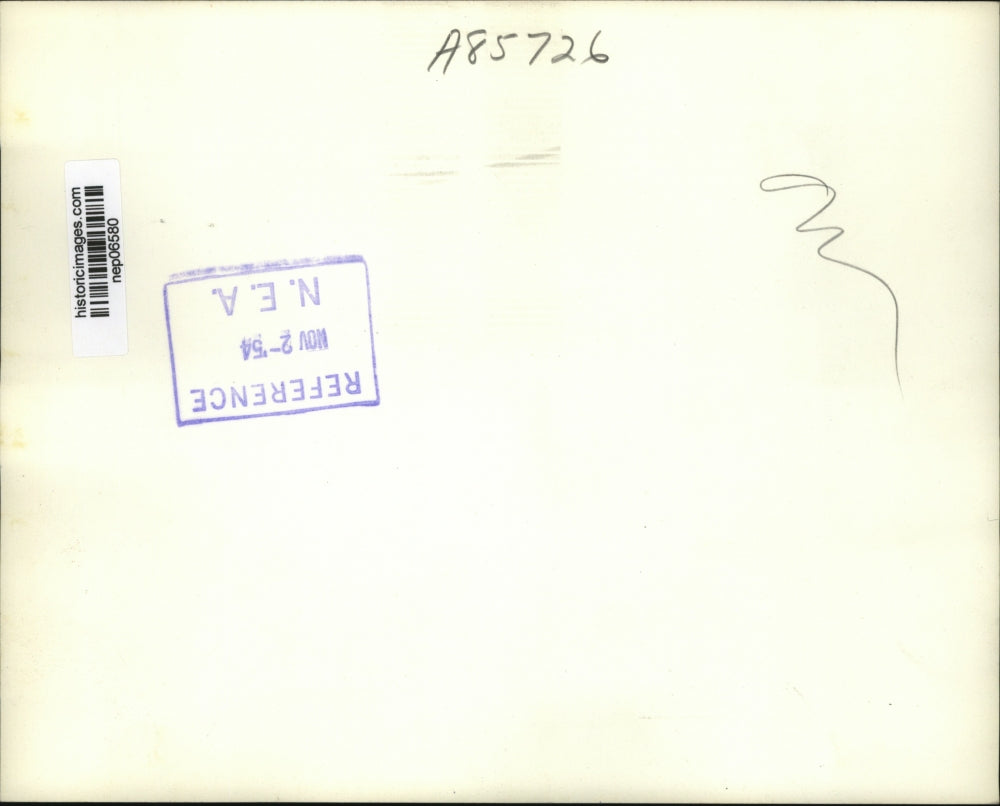 A85726
historicimages.com
nep06580
REFERENCE
NOV 2-'54
N. E. A.